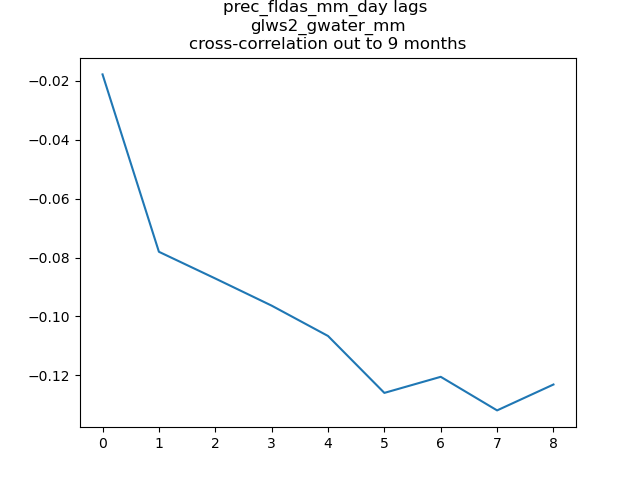 prec_fldas_mm_day lags
glws2_gwater_mm
cross-correlation out to 9 months
−0.02
−0.04
−0.06
−0.08
−0.10
−0.12
0 1 2 3 4 5 6 7 8